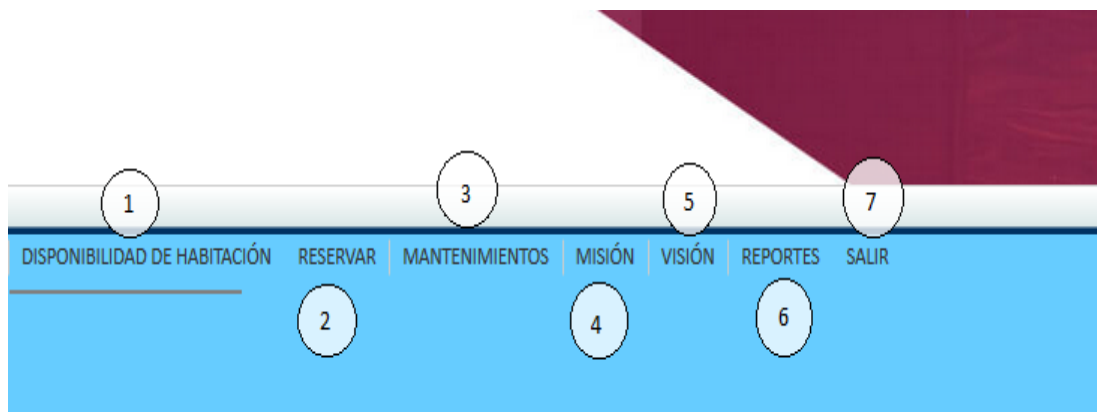 1 3 5 7
DISPONIBILIDAD DE HABITACIÓN RESERVAR MANTENIMIENTOS MISIÓN VISIÓN REPORTES SALIR
2 4 6